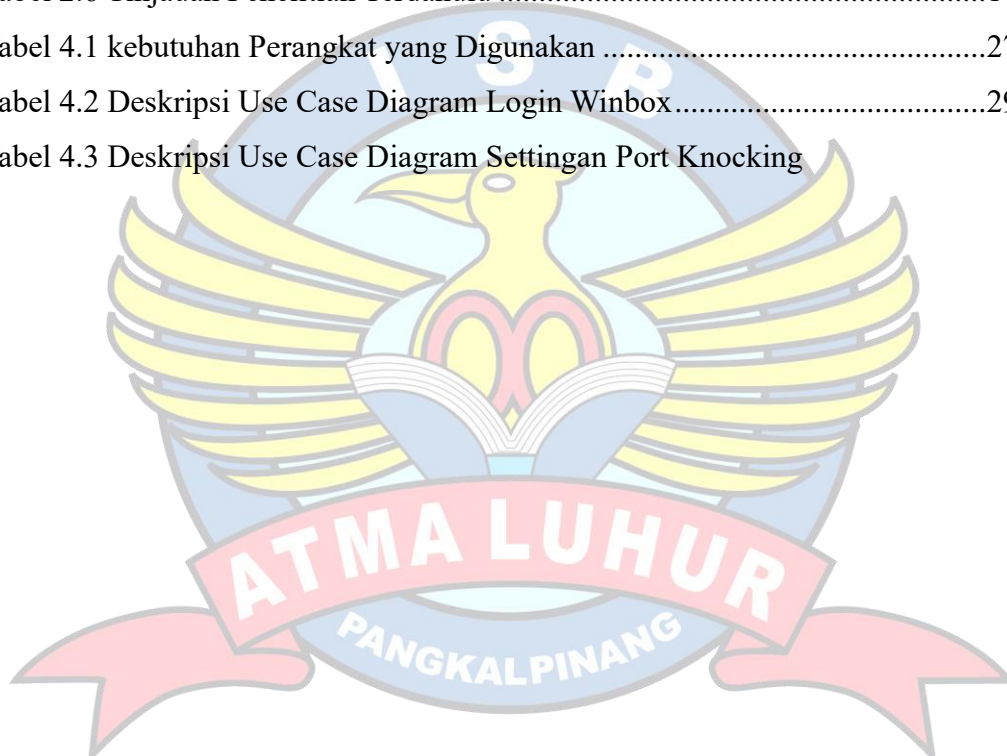 abel 4.1 kebutuhan Perangkat yang Digunakan ..........................................2
abel 4.2 Deskripsi Use Case Diagram Login Winbox..................................29
abel 4.3 Deskripsi Use Case Diagram Settingan Port Knocking
I S B
ATMA LUHUR
PANGKALPINANG